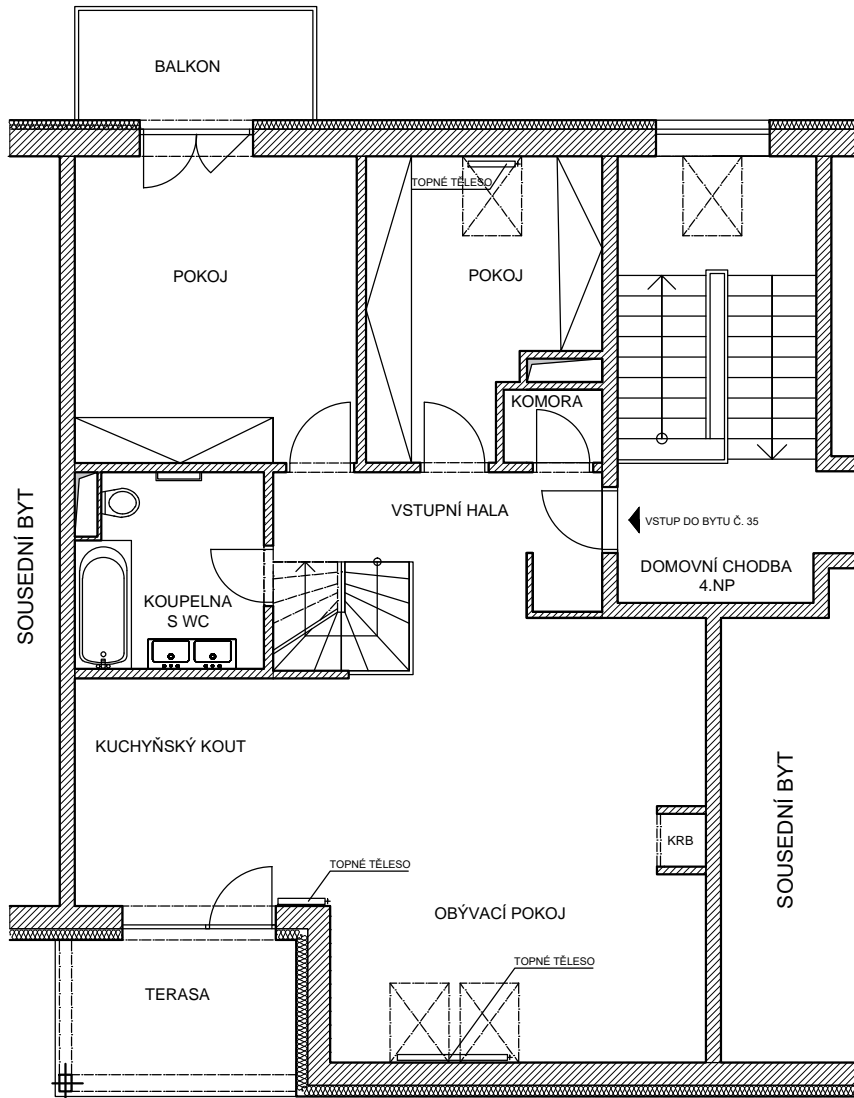 BALKON
TOPNÉ TĚLESO
POKOJ
POKOJ
KOMORA
VSTUPNÍ HALA
VSTUP DO BYTU Č. 35
SOUSEDNÍ BYT
DOMOVNÍ CHODBA
4.NP
KOUPELNA
S WC
KUCHYŇSKÝ KOUT
SOUSEDNÍ BYT
KRB
TOPNÉ TĚLESO
OBÝVACÍ POKOJ
TOPNÉ TĚLESO
TERASA